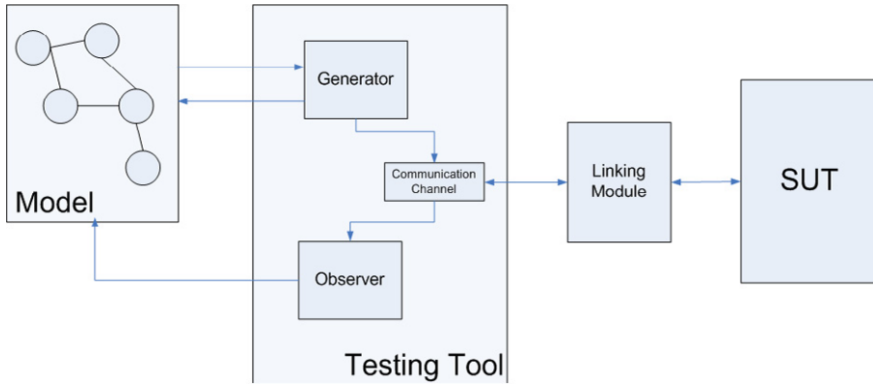 Generator
Communication
Channel
Linking
Module
SUT
Model
Observer
Testing Tool